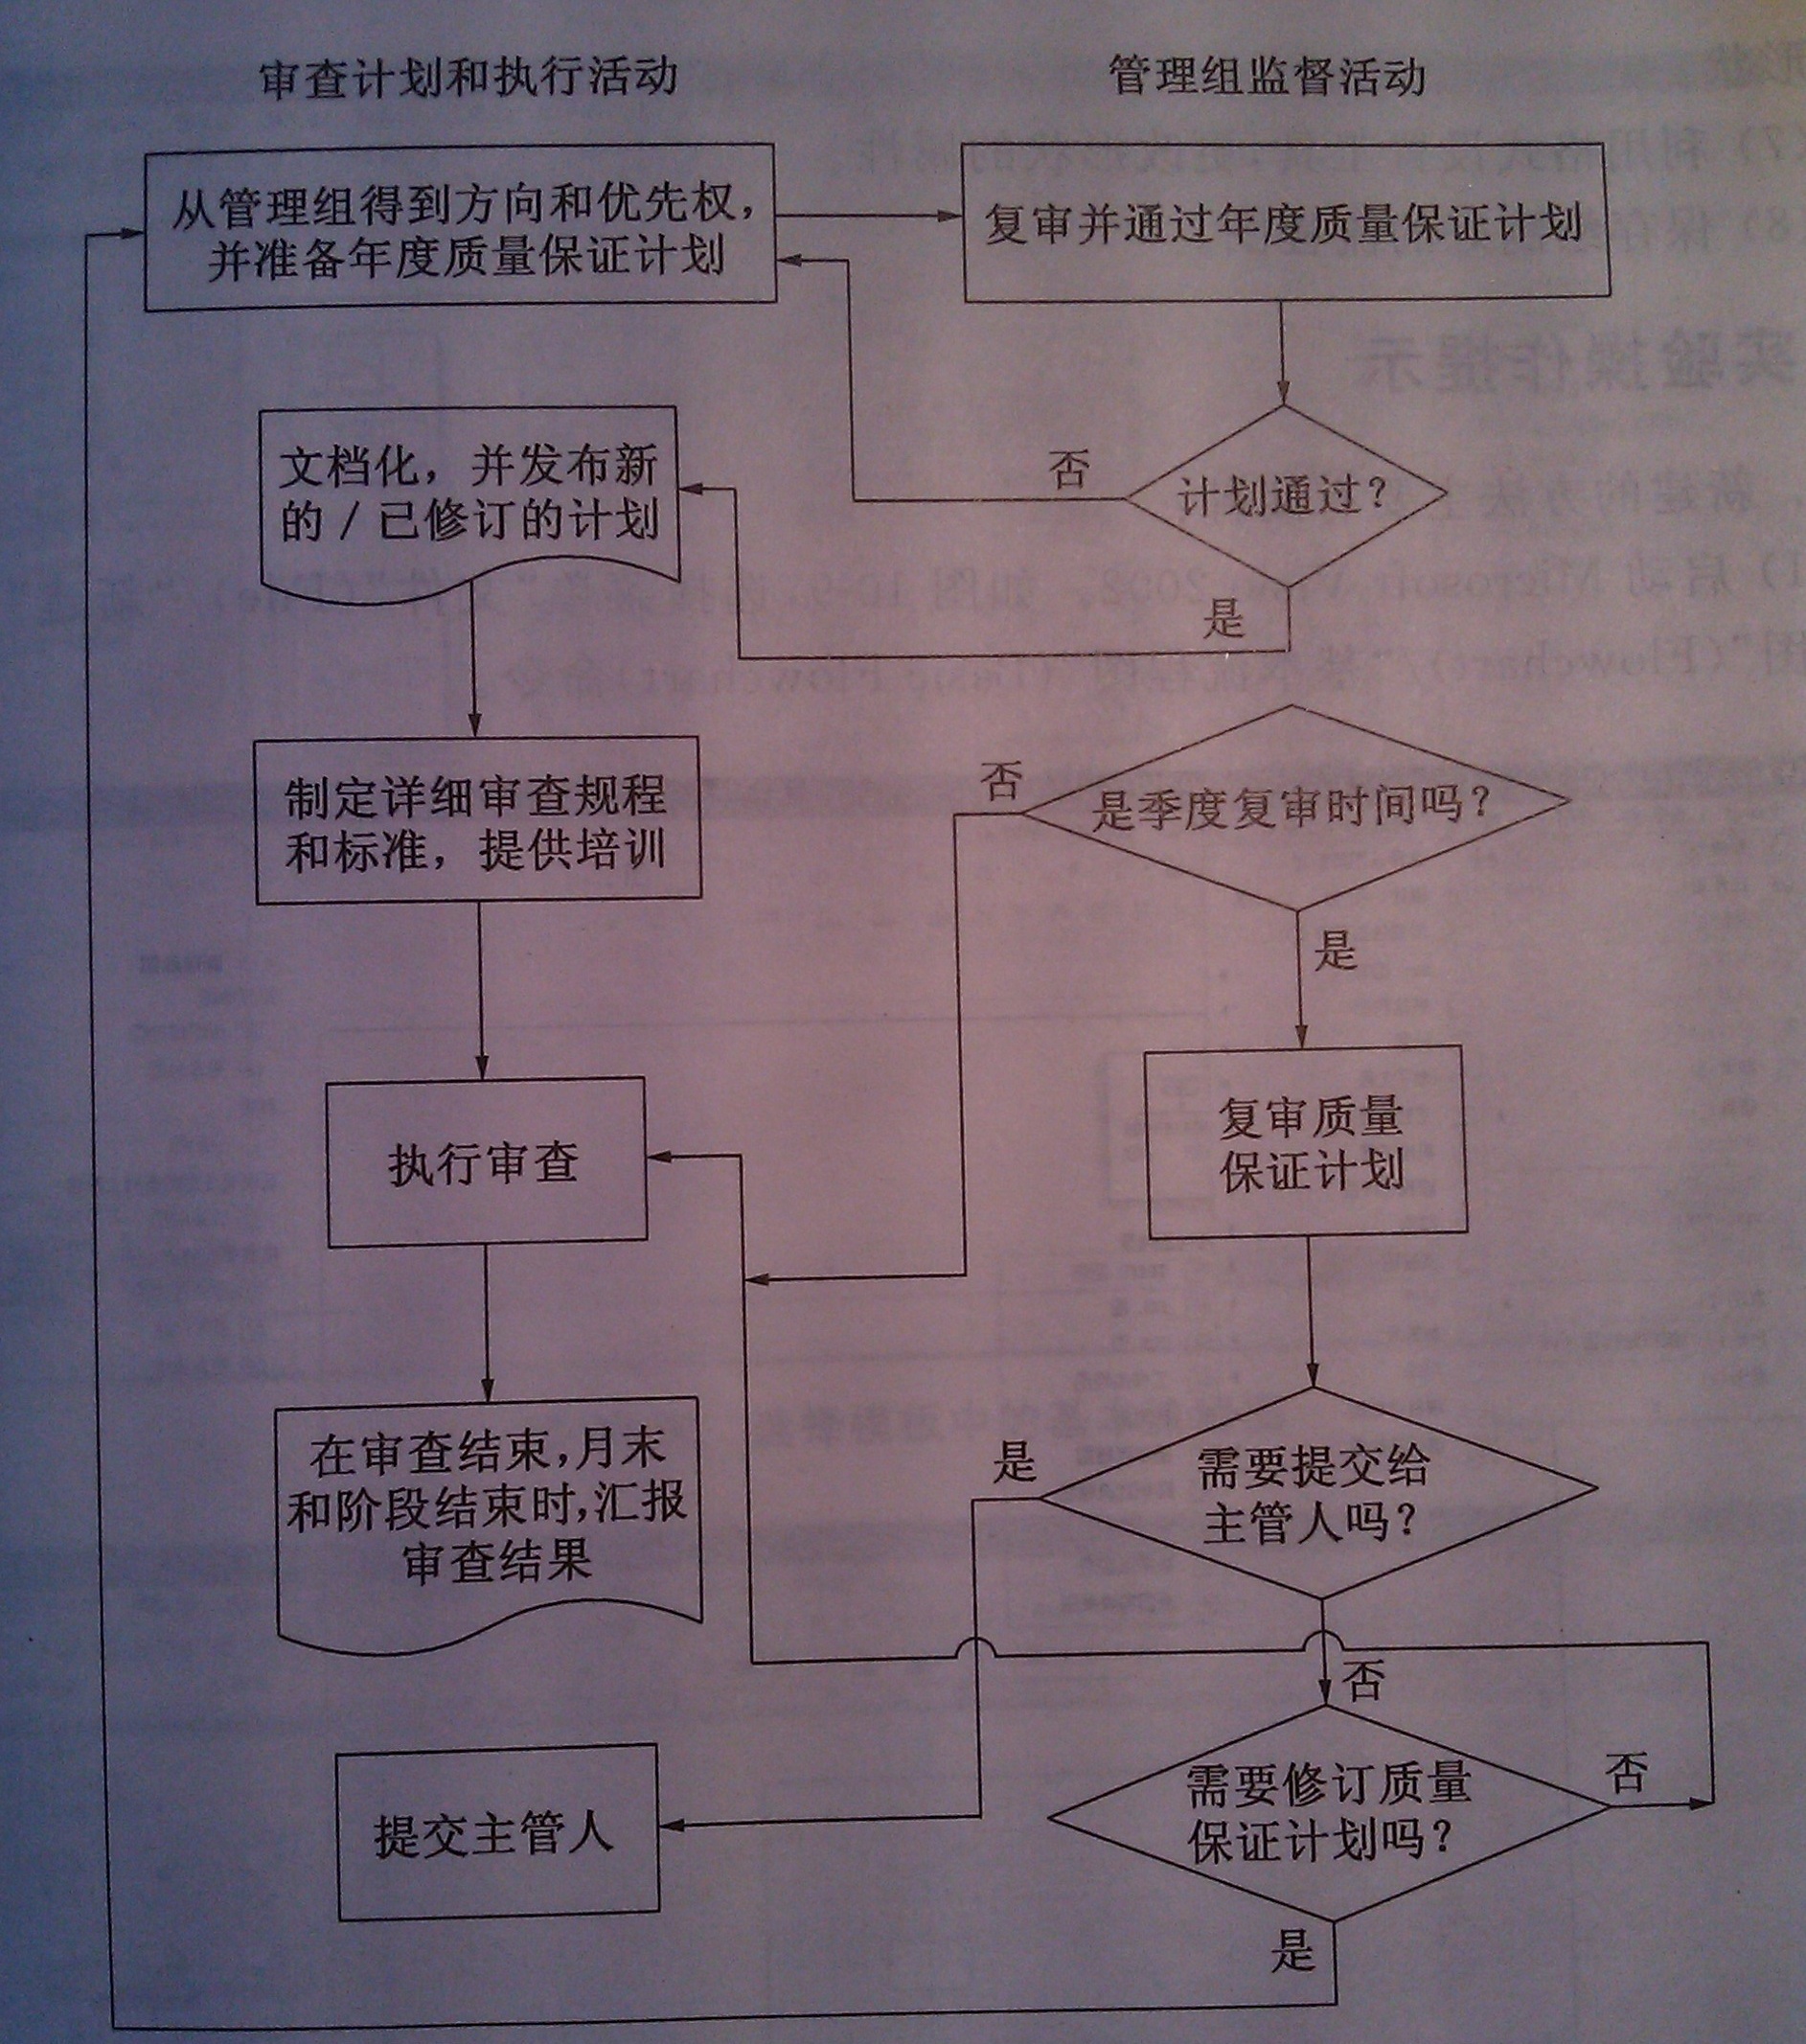 审查计划和执行活动
管理组监督活动
从管理组得到方向和优先权，
并准备年度质量保证计划
复审并通过年度质量保证计划
计划通过？
否
是
文档化，并发布新
的/已修订的计划
制定详细审查规程
和标准，提供培训
是季度复审时间吗？
否
是
执行审查
复审质量
保证计划
在审查结束，月末
和阶段结束时，汇报
审查结果
需要提交给
主管人吗？
是
否
提交主管人
需要修订质量
保证计划吗？
否
是